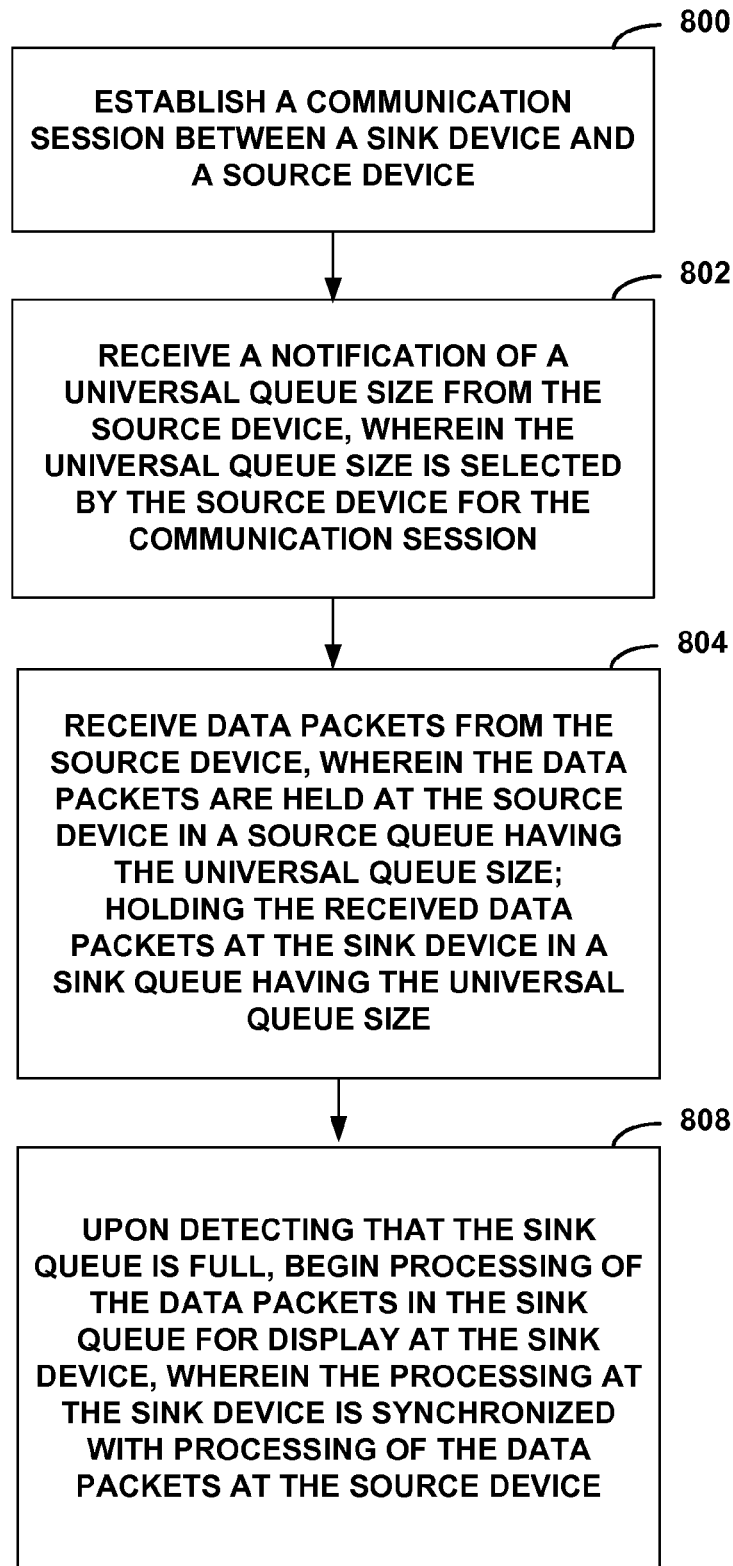 800
ESTABLISH A COMMUNICATION
SESSION BETWEEN A SINK DEVICE AND
A SOURCE DEVICE
802
RECEIVE A NOTIFICATION OF A
UNIVERSAL QUEUE SIZE FROM THE
SOURCE DEVICE, WHEREIN THE
UNIVERSAL QUEUE SIZE IS SELECTED
BY THE SOURCE DEVICE FOR THE
COMMUNICATION SESSION
804
RECEIVE DATA PACKETS FROM THE
SOURCE DEVICE, WHEREIN THE DATA
PACKETS ARE HELD AT THE SOURCE
DEVICE IN A SOURCE QUEUE HAVING
THE UNIVERSAL QUEUE SIZE;
HOLDING THE RECEIVED DATA
PACKETS AT THE SINK DEVICE IN A
SINK QUEUE HAVING THE UNIVERSAL
QUEUE SIZE
808
UPON DETECTING THAT THE SINK
QUEUE IS FULL, BEGIN PROCESSING OF
THE DATA PACKETS IN THE SINK
QUEUE FOR DISPLAY AT THE SINK
DEVICE, WHEREIN THE PROCESSING AT
THE SINK DEVICE IS SYNCHRONIZED
WITH PROCESSING OF THE DATA
PACKETS AT THE SOURCE DEVICE